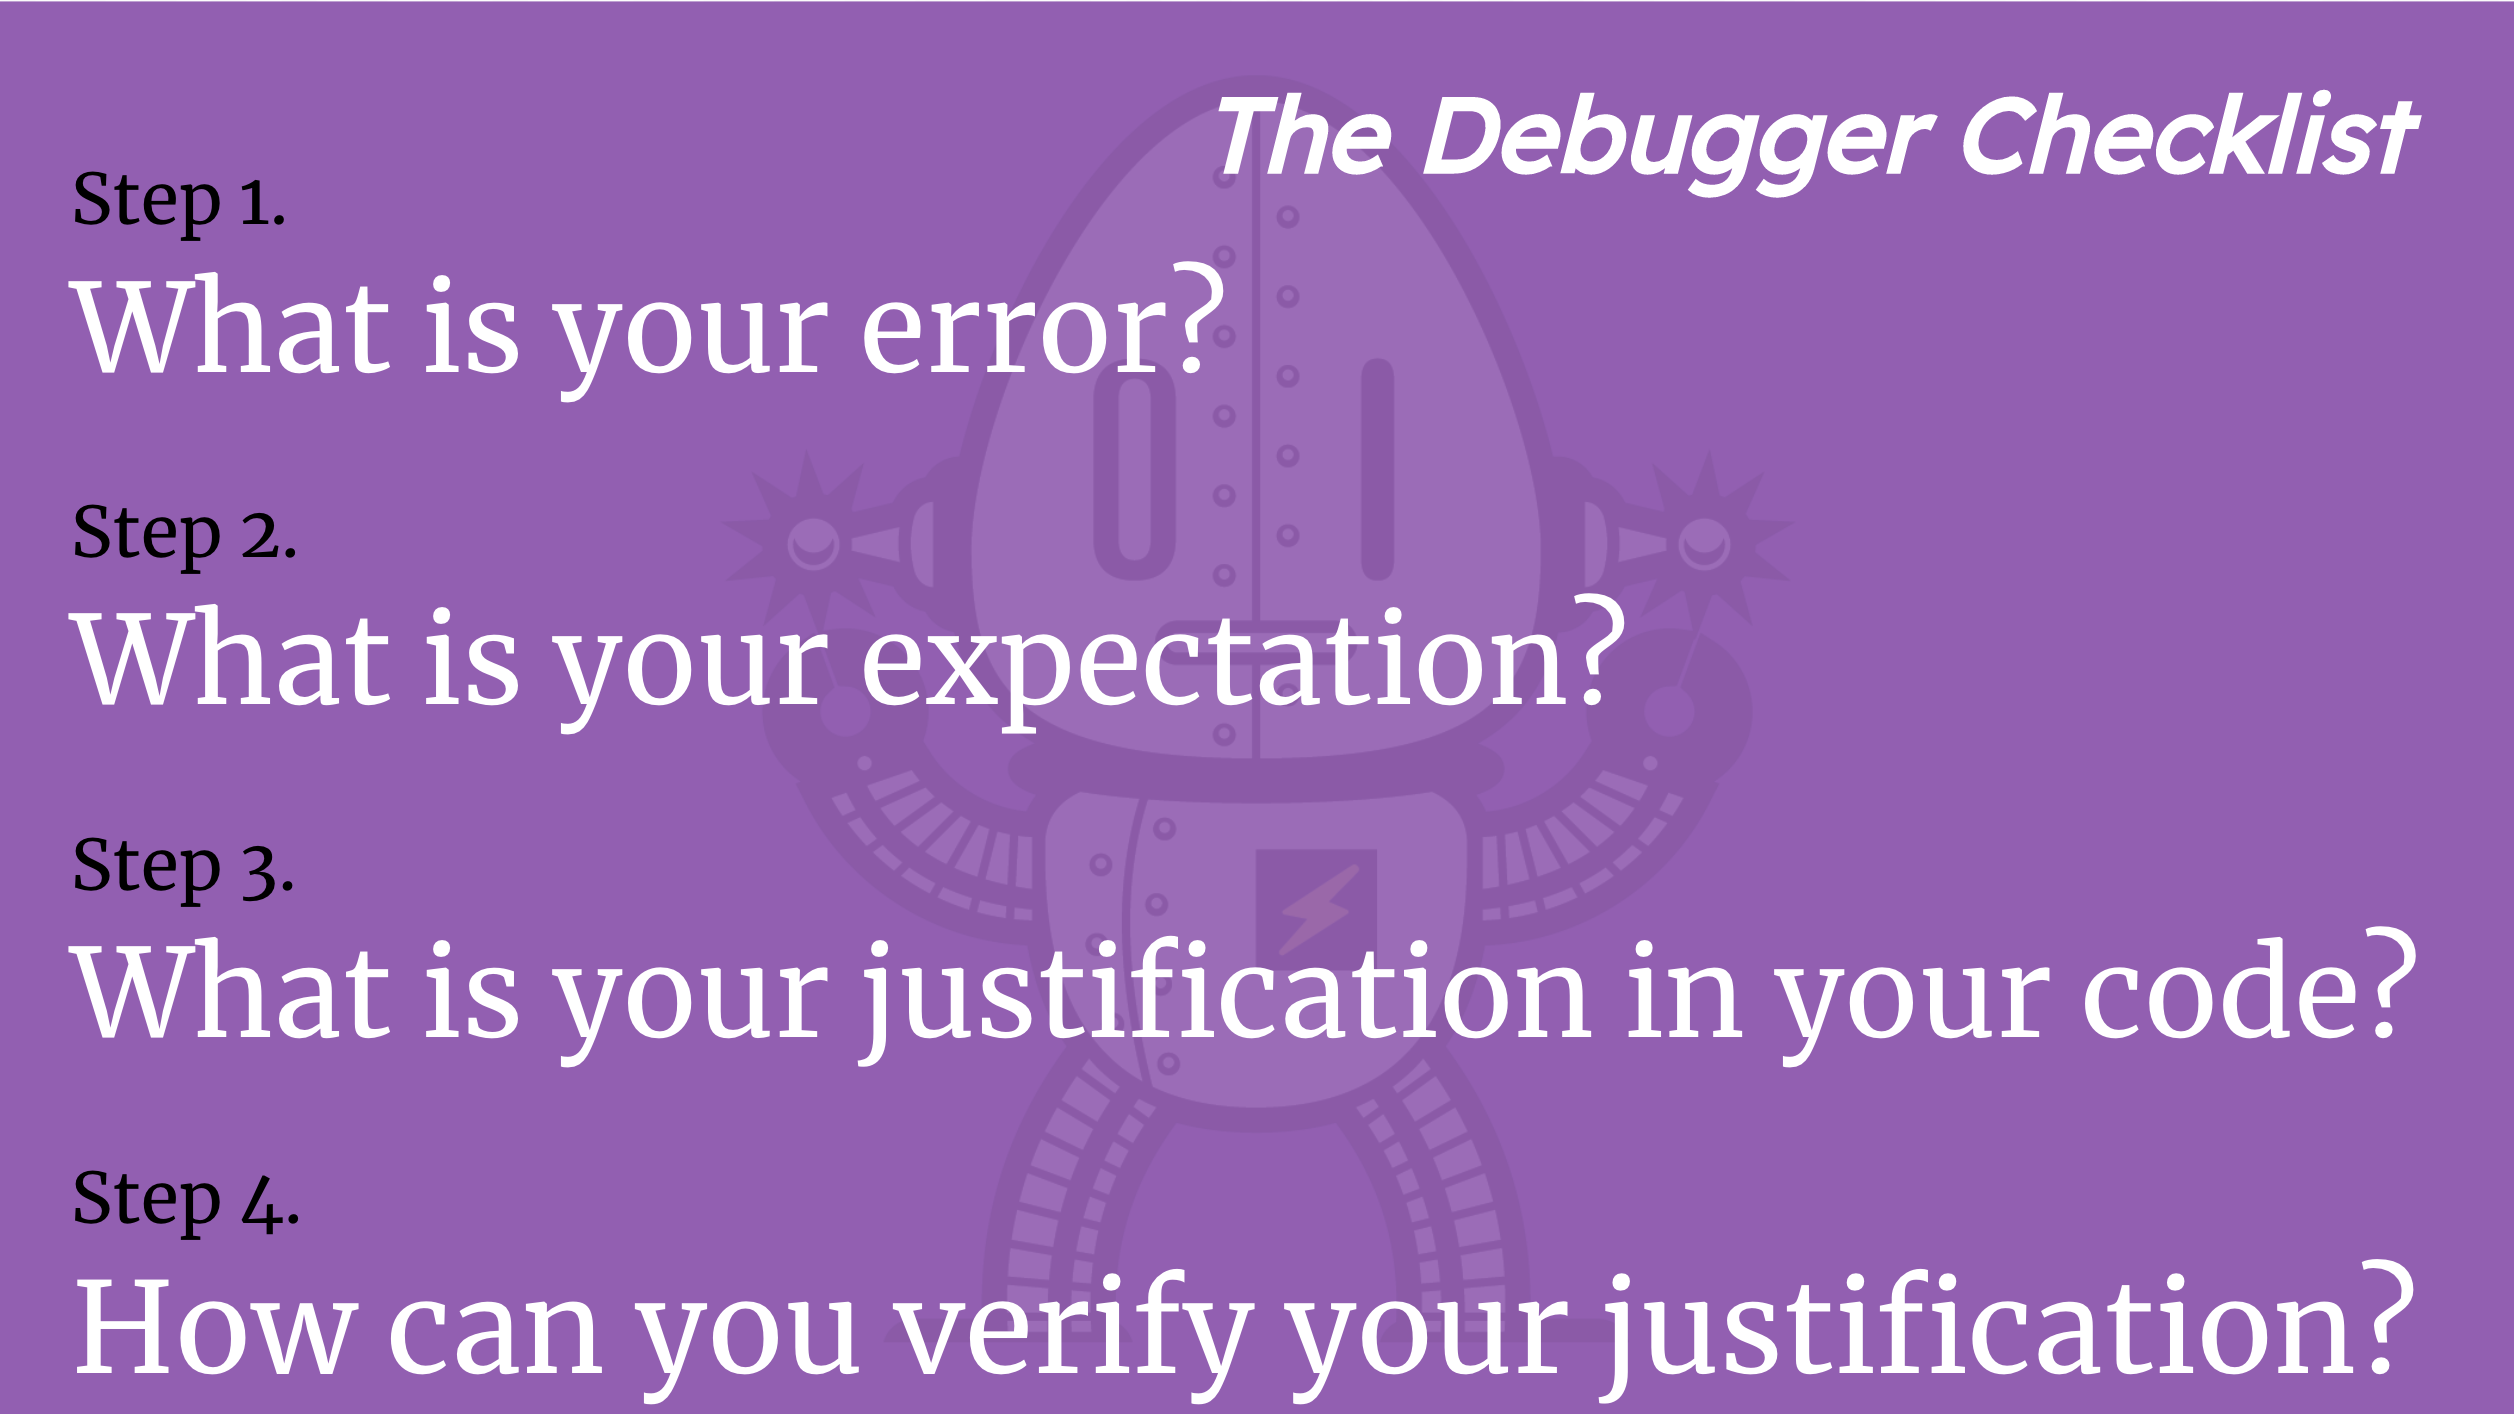 The Debugger Checklist
Step 1.
What is your error?
Step 2.
What is your expectation?
Step 3.
What is your justification in your code?
Step 4.
How can you verify your justification?